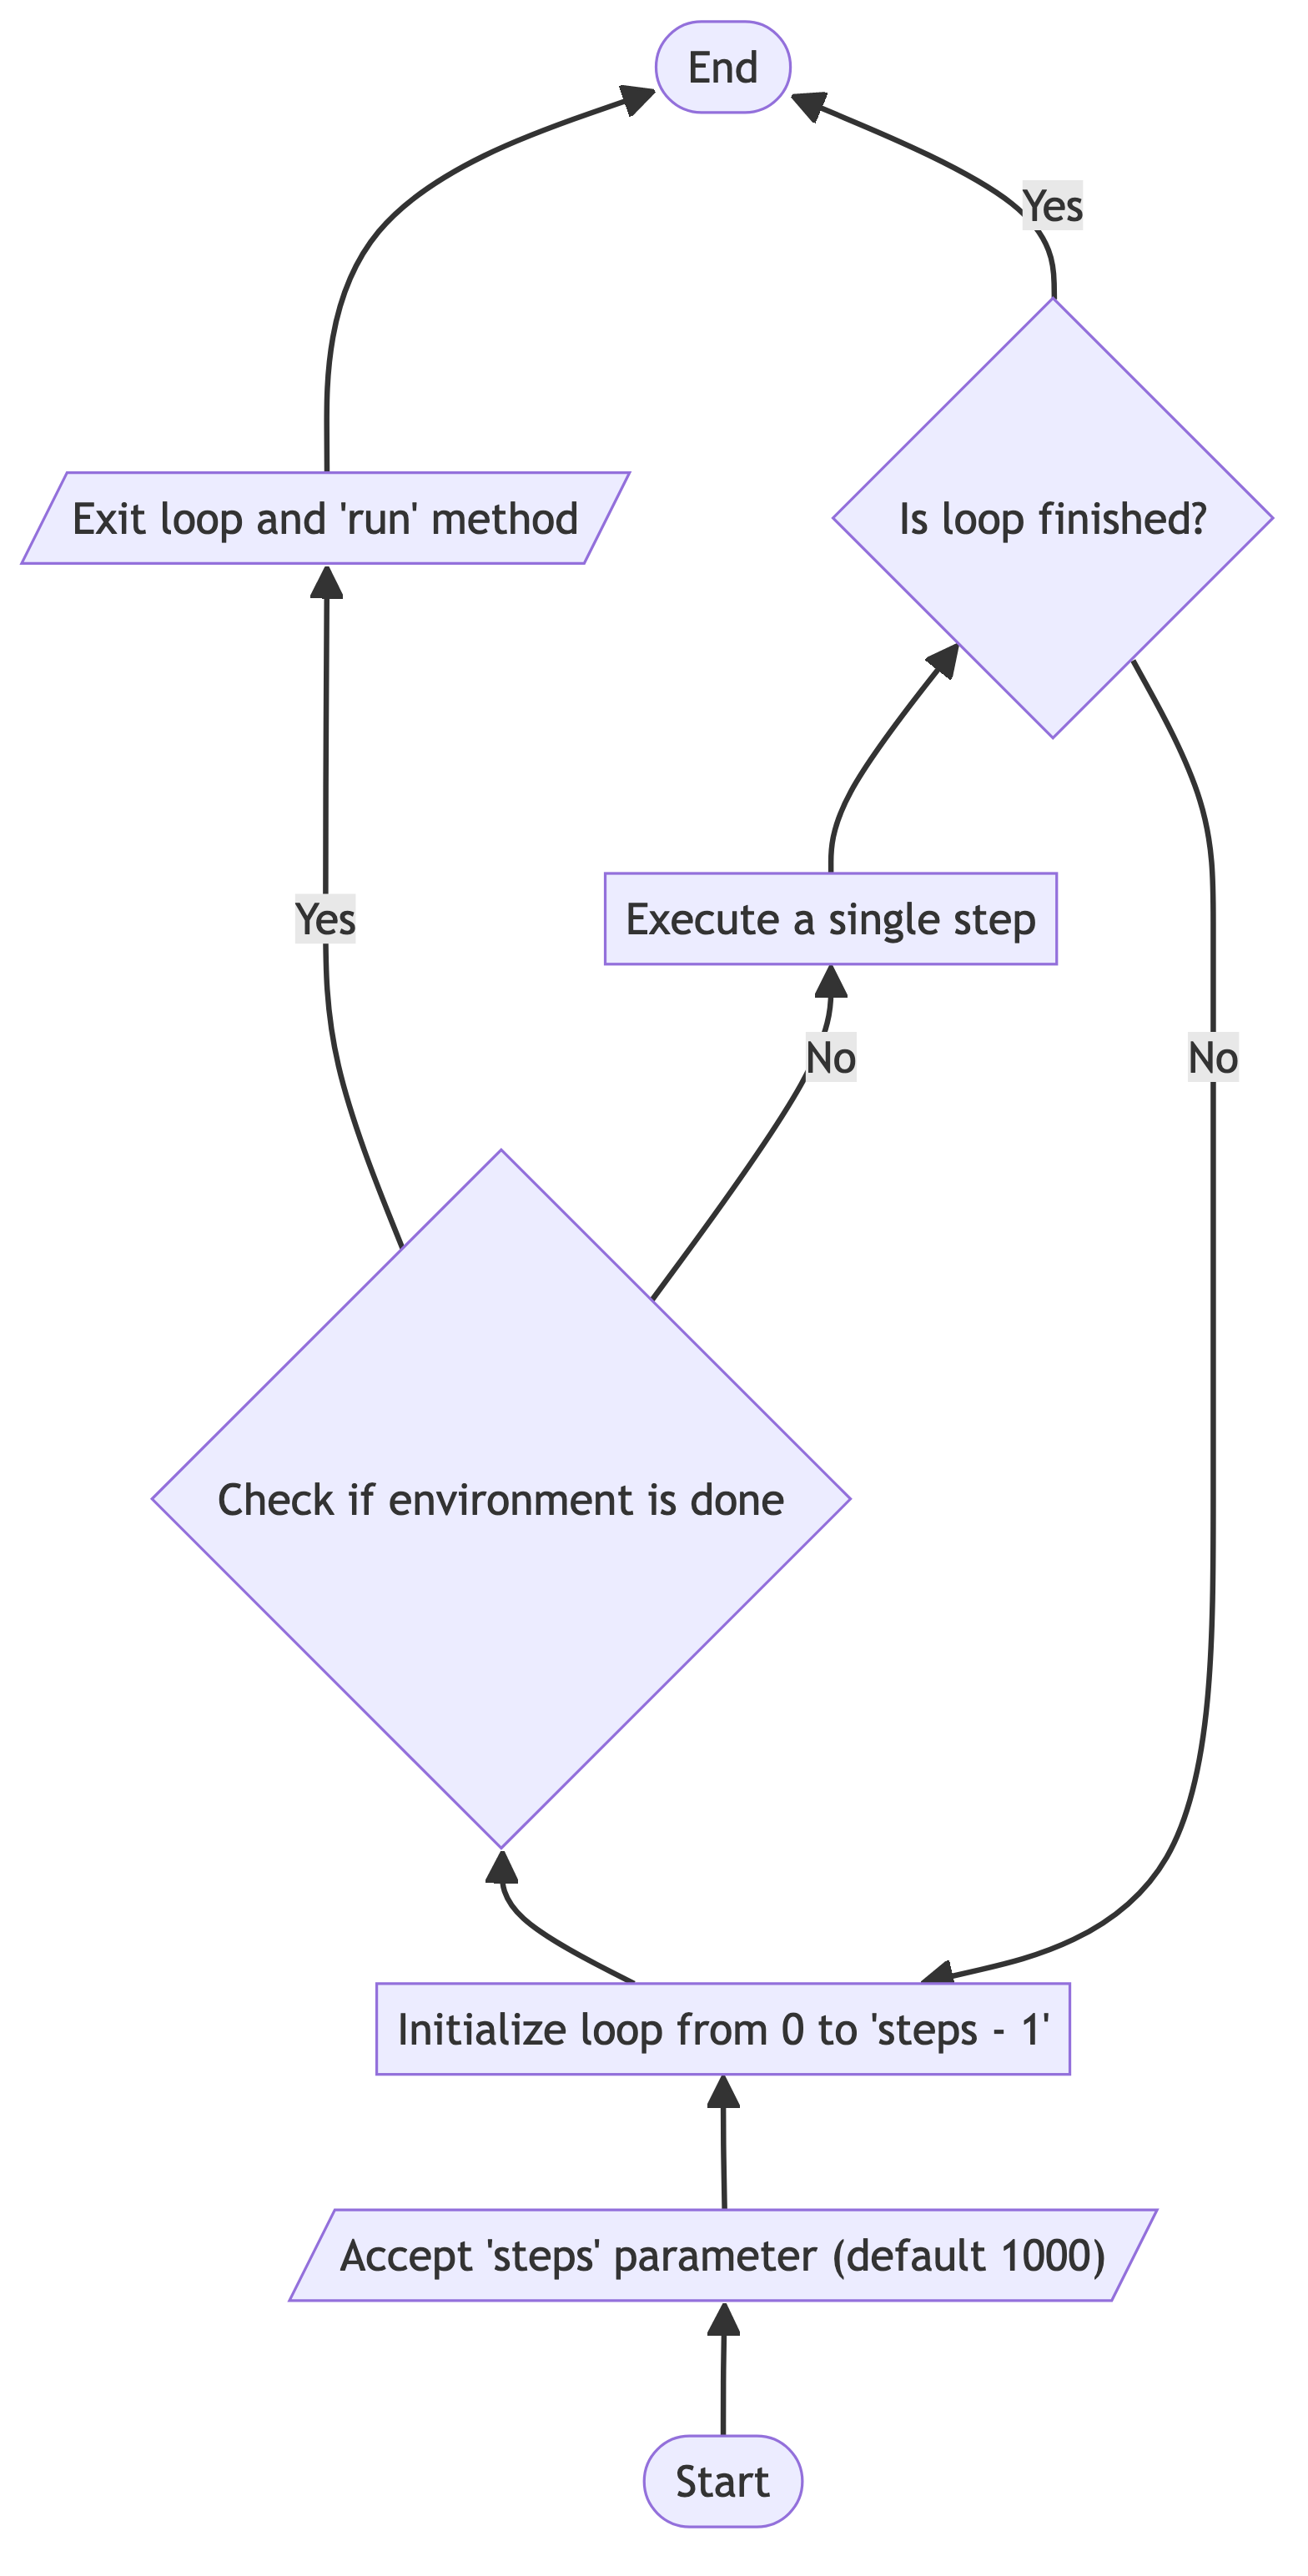 End
Yes
Exit loop and 'run' method
Is loop finished?
Yes
Execute a single step
No
No
Check if environment is done
Initialize loop from 0 to 'steps - 1'
Accept 'steps' parameter (default 1000)
Start